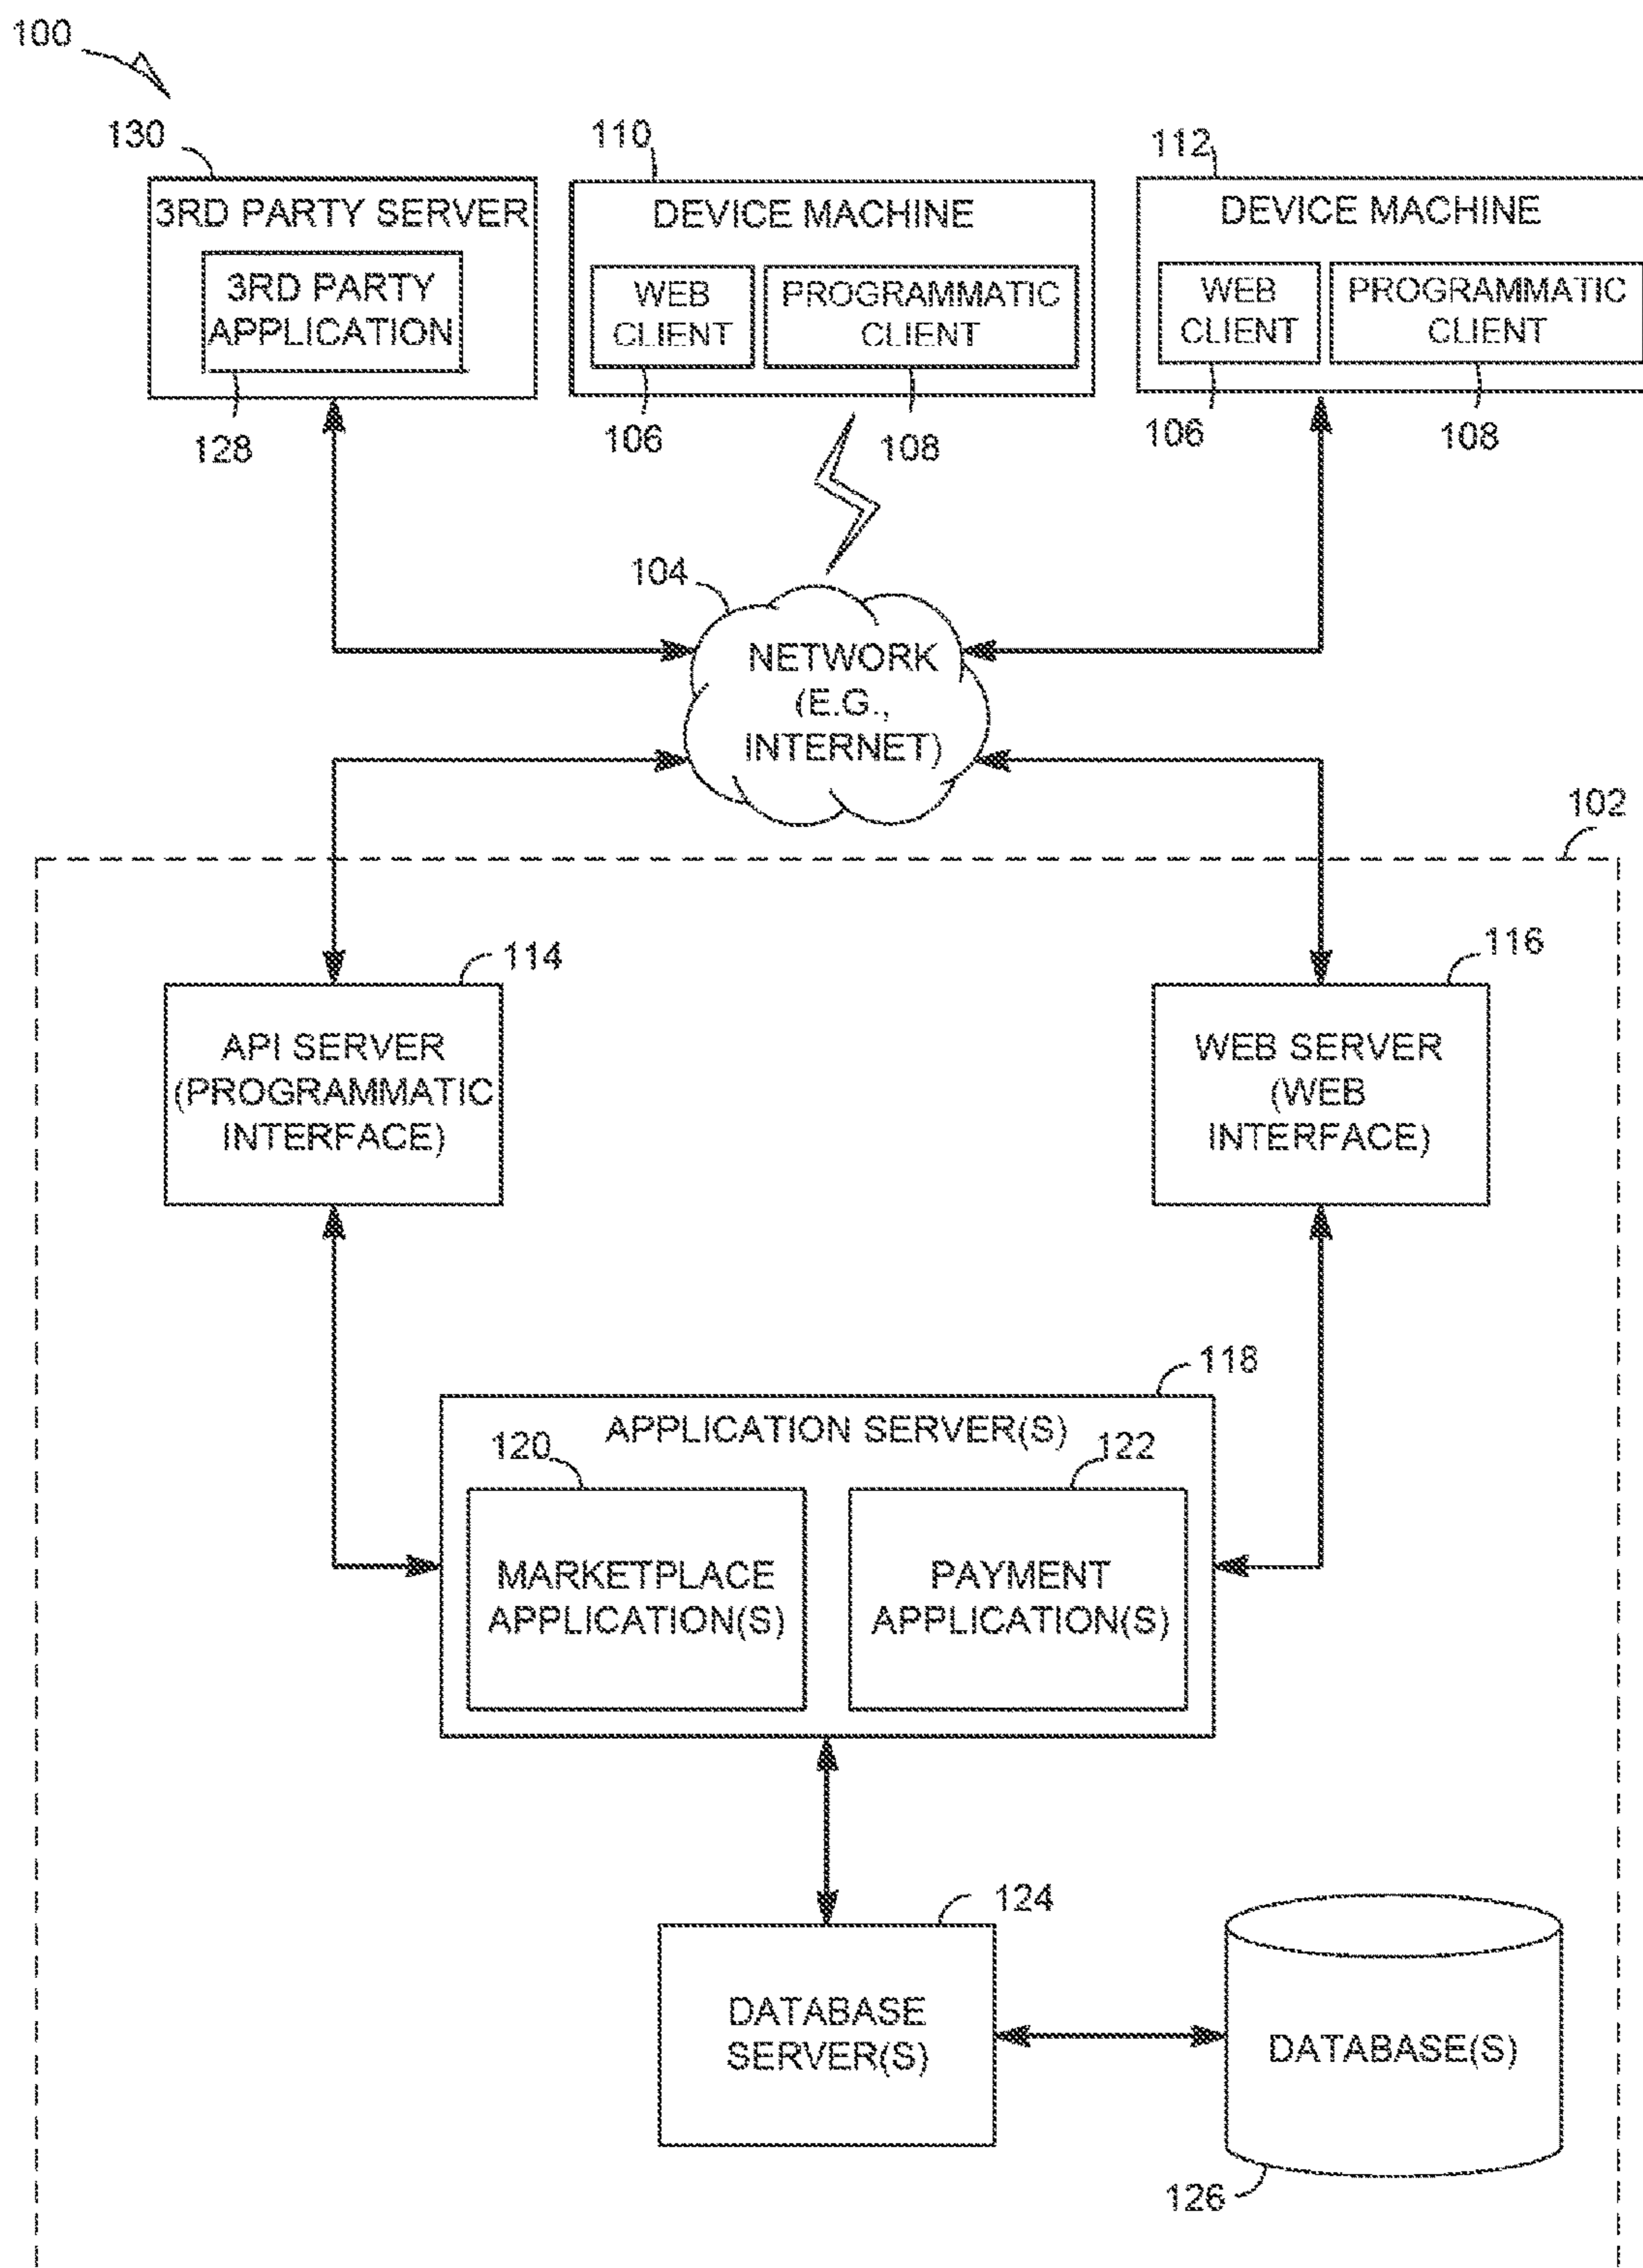 100
130
110
112
3RD PARTY SERVER
3RD PARTY
APPLICATION
128
DEVICE MACHINE
WEB
CLIENT
PROGRAMMATIC
CLIENT
106
108
DEVICE MACHINE
WEB
CLIENT
PROGRAMMATIC
CLIENT
106
108
104
NETWORK
(E.G.,
INTERNET)
102
114
API SERVER
(PROGRAMMATIC
INTERFACE)
116
WEB SERVER
(WEB
INTERFACE)
118
APPLICATION SERVER(S)
120
122
MARKETPLACE
APPLICATION(S)
PAYMENT
APPLICATION(S)
124
DATABASE
SERVER(S)
DATABASE(S)
126